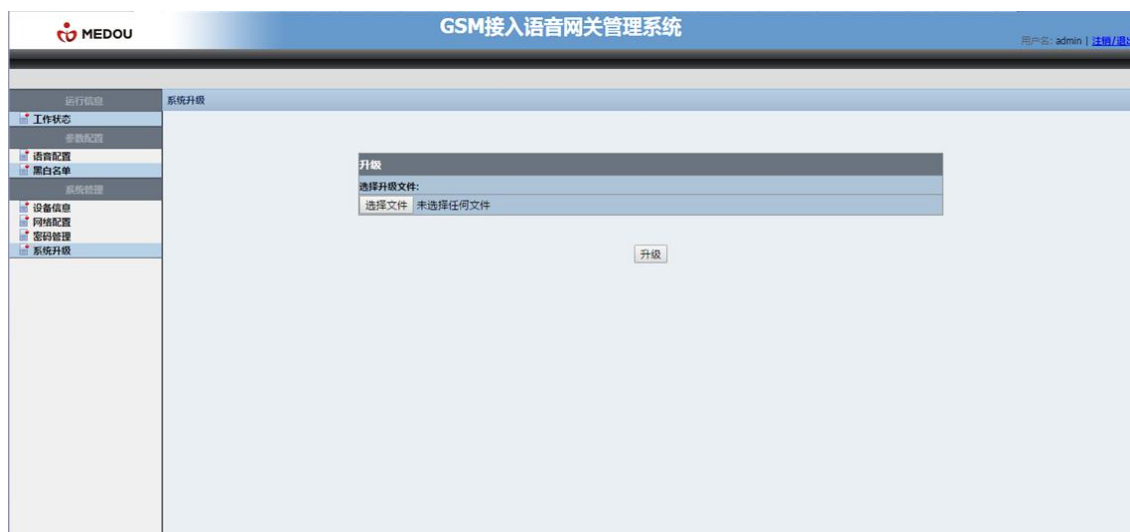 MEDOU
GSM接入语音网关管理系统
用户名: admin | 注销/退出
运行信息
系统升级
工作状态
参数配置
语音配置
黑白名单
升级
选择升级文件:
系统管理
选择文件 未选择任何文件
设备信息
网络配置
密码管理
系统升级
升级